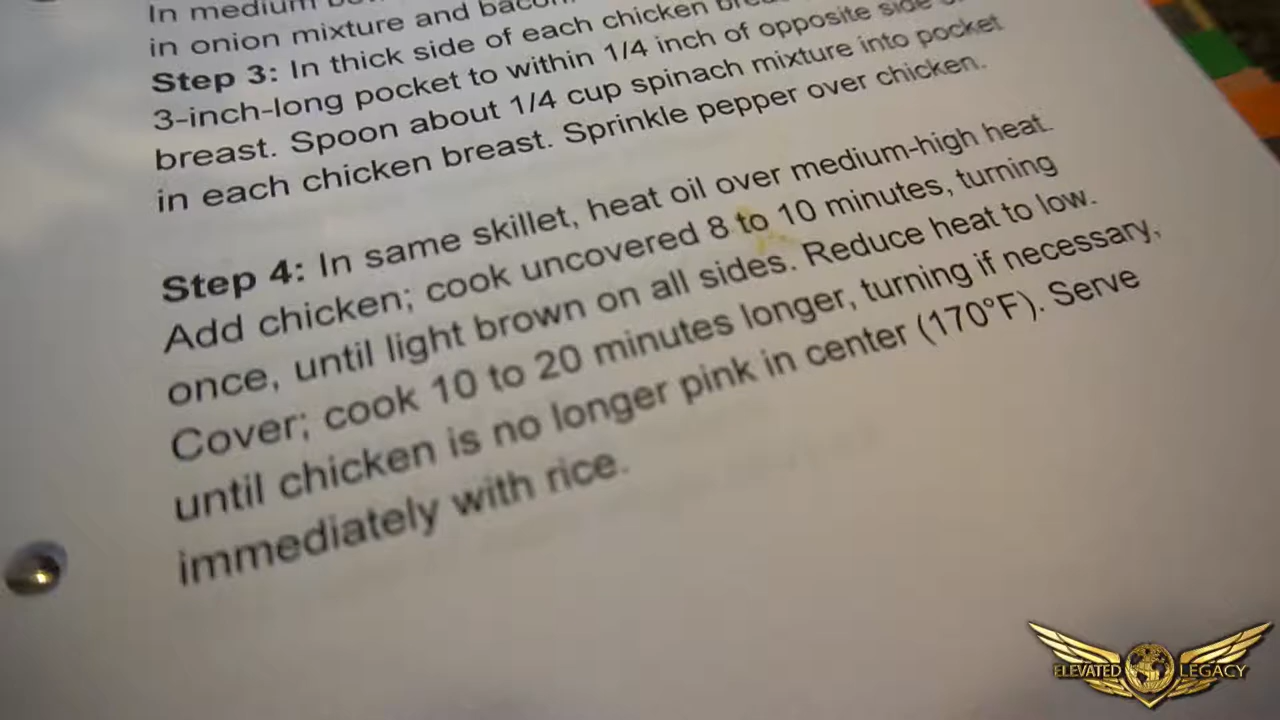 In medium
in onion mixture and bacon.
Step 3: In thick side of each chicken
3-inch-long pocket to within 1/4 inch of opposite side
breast. Spoon about 1/4 cup spinach mixture into pocket
in each chicken breast. Sprinkle pepper over chicken.
Step 4: In same skillet, heat oil over medium-high heat.
Add chicken; cook uncovered 8 to 10 minutes, turning
once, until light brown on all sides. Reduce heat to low.
Cover; cook 10 to 20 minutes longer, turning if necessary,
until chicken is no longer pink in center (170°F). Serve
immediately with rice.
ELEVATED LEGACY